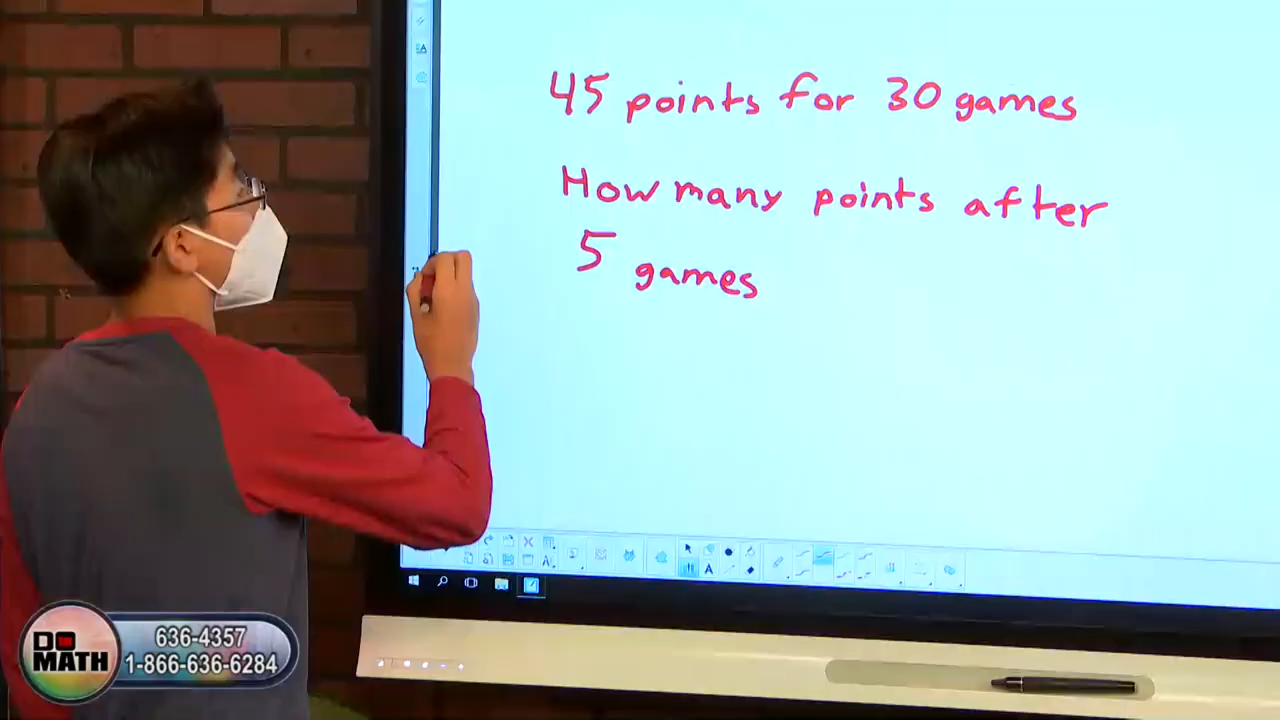 45 points for 30 games
How many points after
5 games
DO THE MATH
636-4357
1-866-636-6284